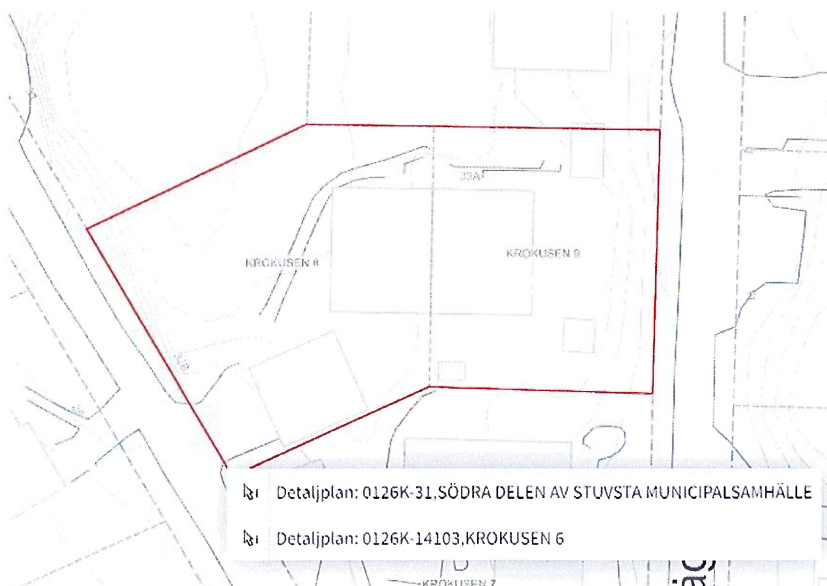 33A
KROKUSEN 8
KROKUSEN 9
Detaljplan: 0126K-31,SÖDRA DELEN AV STUVSTA MUNICIPALSAMHÄLLE
Detaljplan: 0126K-14103,KROKUSEN 6
KROKUSEN 7